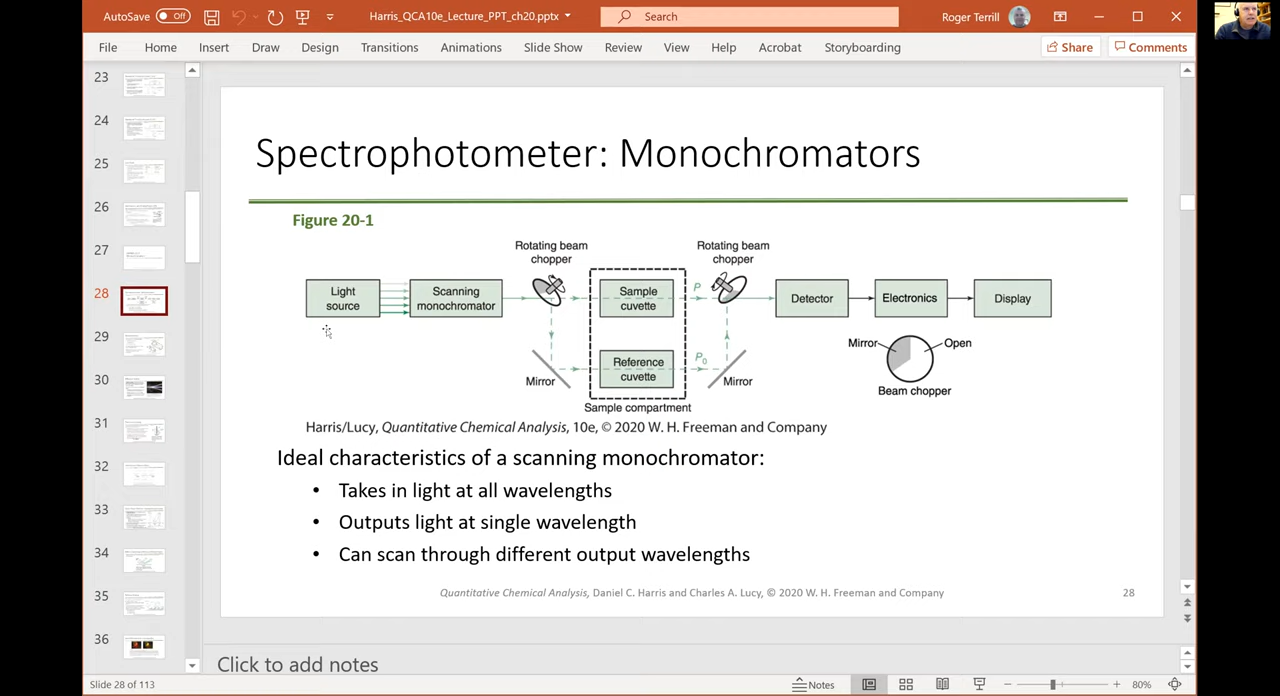 AutoSave Off
Harris_QCA10e_Lecture_PPT_ch20.pptx
Search
Roger Terrill
File Home Insert Draw Design Transitions Animations Slide Show Review View Help Acrobat Storyboarding
Share Comments
23
24
25
26
27
28
29
30
31
32
33
34
35
36
Spectrophotometer: Monochromators
Figure 20-1
Rotating beam
chopper
Rotating beam
chopper
Light
source
Scanning
monochromator
Sample
cuvette
P
Detector
Electronics
Display
Mirror
Reference
cuvette
P0
Mirror
Sample compartment
Mirror
Open
Beam chopper
Harris/Lucy, Quantitative Chemical Analysis, 10e, © 2020 W. H. Freeman and Company
Ideal characteristics of a scanning monochromator:
• Takes in light at all wavelengths
• Outputs light at single wavelength
• Can scan through different output wavelengths
Quantitative Chemical Analysis, Daniel C. Harris and Charles A. Lucy, © 2020 W. H. Freeman and Company
28
Click to add notes
Slide 28 of 113
Notes
80%